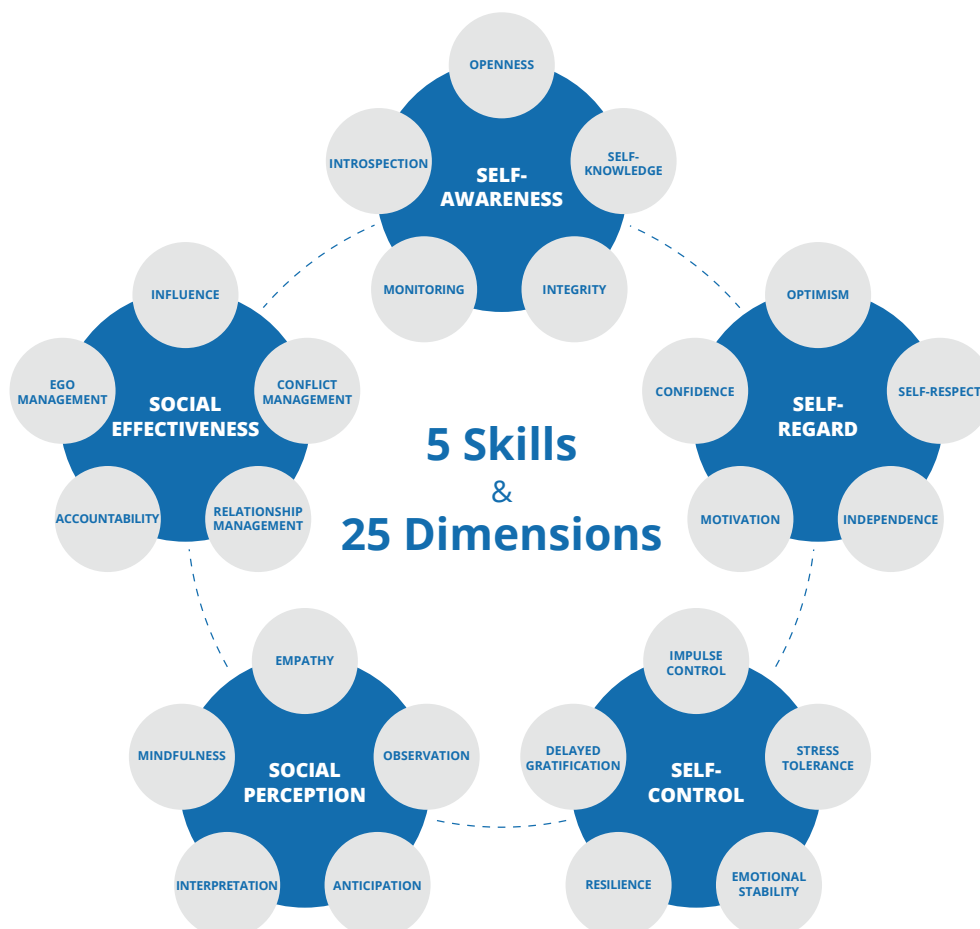 OPENNESS
INTROSPECTION
SELF-
KNOWLEDGE
SELF-
AWARENESS
MONITORING
INTEGRITY
INFLUENCE
EGO
MANAGEMENT
CONFLICT
MANAGEMENT
SOCIAL
EFFECTIVENESS
ACCOUNTABILITY
RELATIONSHIP
MANAGEMENT
OPTIMISM
CONFIDENCE
SELF-RESPECT
SELF-
REGARD
MOTIVATION
INDEPENDENCE
5 Skills
&
25 Dimensions
EMPATHY
MINDFULNESS
OBSERVATION
SOCIAL
PERCEPTION
INTERPRETATION
ANTICIPATION
IMPULSE
CONTROL
DELAYED
GRATIFICATION
STRESS
TOLERANCE
SELF-
CONTROL
RESILIENCE
EMOTIONAL
STABILITY